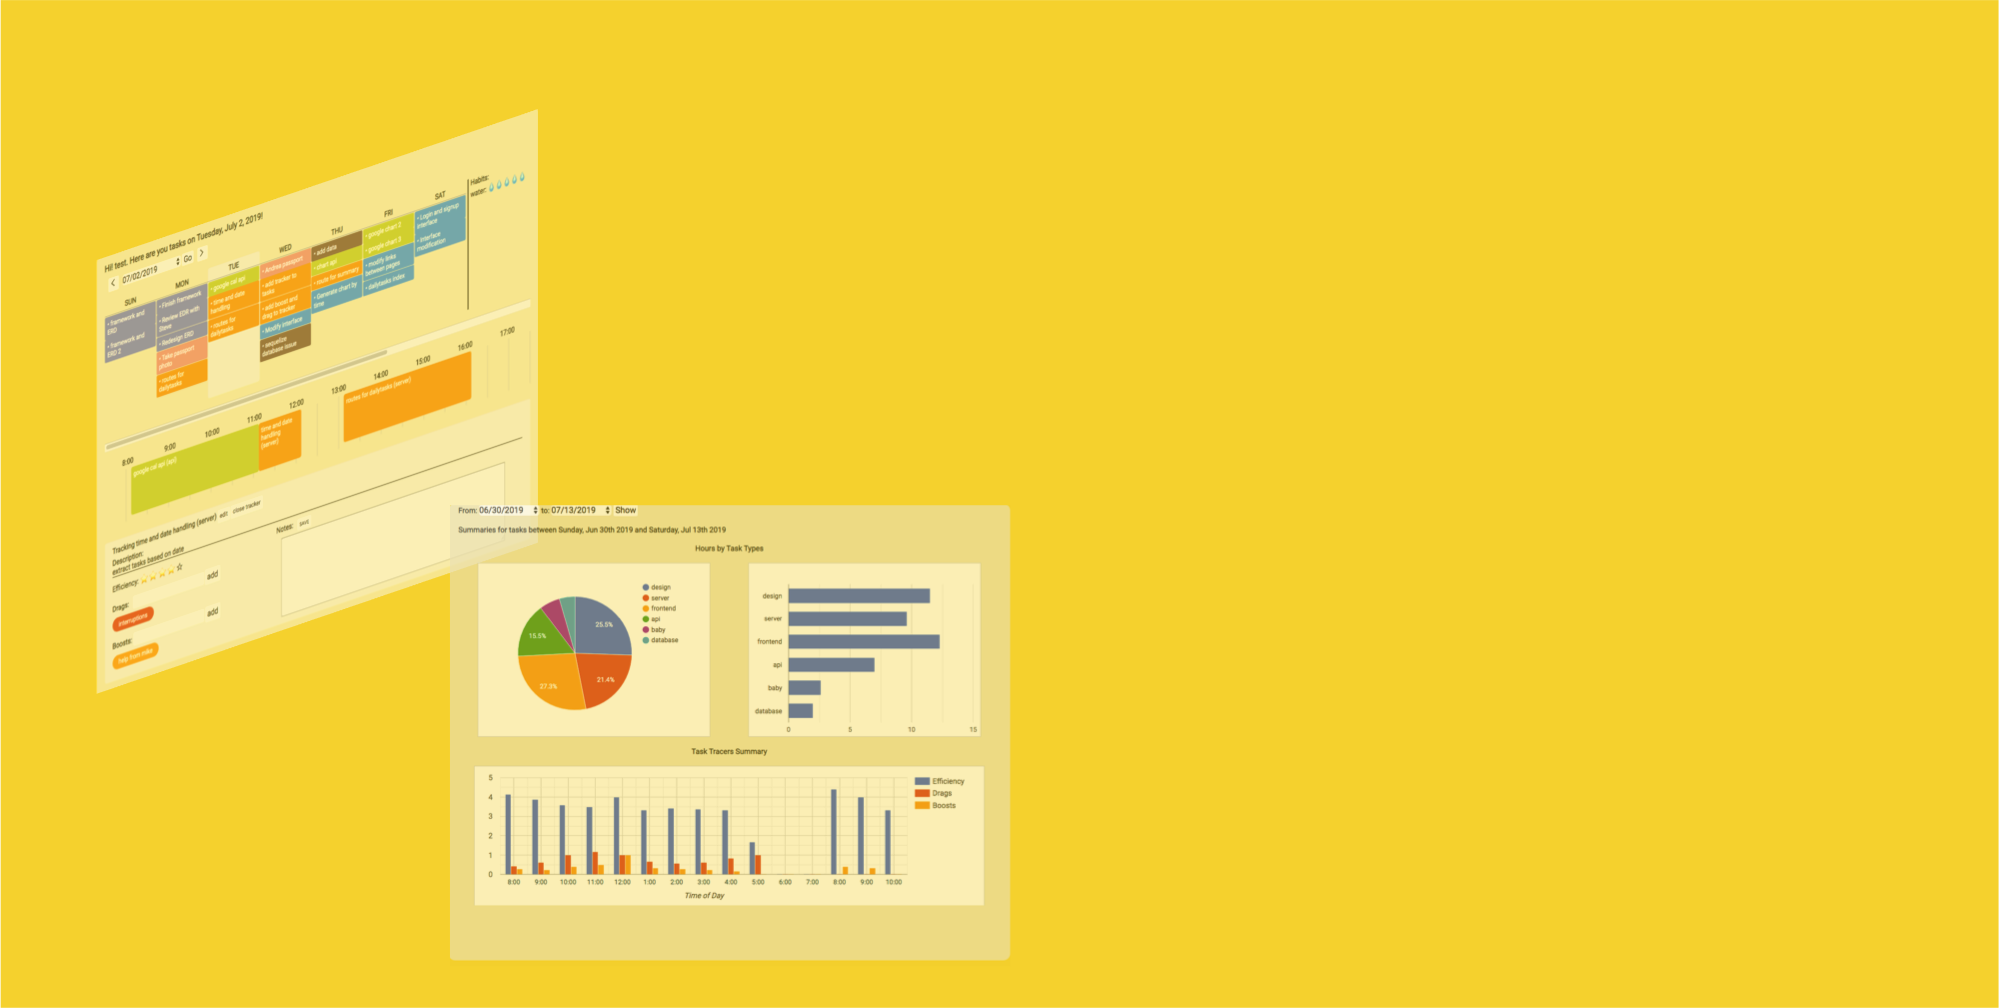 Hi! test, Here are you tasks on Tuesday, July 2, 2019!
07/02/2019 Go
SUN
• framework and ERD
• framework and ERD 2
MON
• Finish framework
• Review EDR with Steve
• Redesign ERD
• Take passport photo
• routes for dailytasks
TUE
• google cal api
• time and date handling
• routes for dailytasks
WED
• Andrea passport
• add tracker to tasks
• add boost and drag to tracker
• Modify interface
• sequelize database issue
THU
• add data
• chart api
• route for summary
• Generate chart by time
FRI
• google chart 2
• google chart 3
• modify links between pages
• dailytasks index
SAT
• Login and signup interface
• interface modification
Habits:
water:
8:00 9:00 10:00 11:00 12:00 13:00 14:00 15:00 16:00 17:00
google cal api (api)
time and date handling (server)
routes for dailytasks (server)
Tracking time and date handling (server) edit close tracker
Description:
extract tasks based on date
Efficiency:
Drags: add
interruptions
Boosts: add
help from mike
Notes: save
From: 06/30/2019 to: 07/13/2019 Show
Summaries for tasks between Sunday, Jun 30th 2019 and Saturday, Jul 13th 2019
Hours by Task Types
25.5%
21.4%
27.3%
15.5%
design
server
frontend
api
baby
database
design
server
frontend
api
baby
database
0 5 10 15
Task Tracers Summary
5
4
3
2
1
0
8:00 9:00 10:00 11:00 12:00 1:00 2:00 3:00 4:00 5:00 6:00 7:00 8:00 9:00 10:00
Time of Day
Efficiency
Drags
Boosts